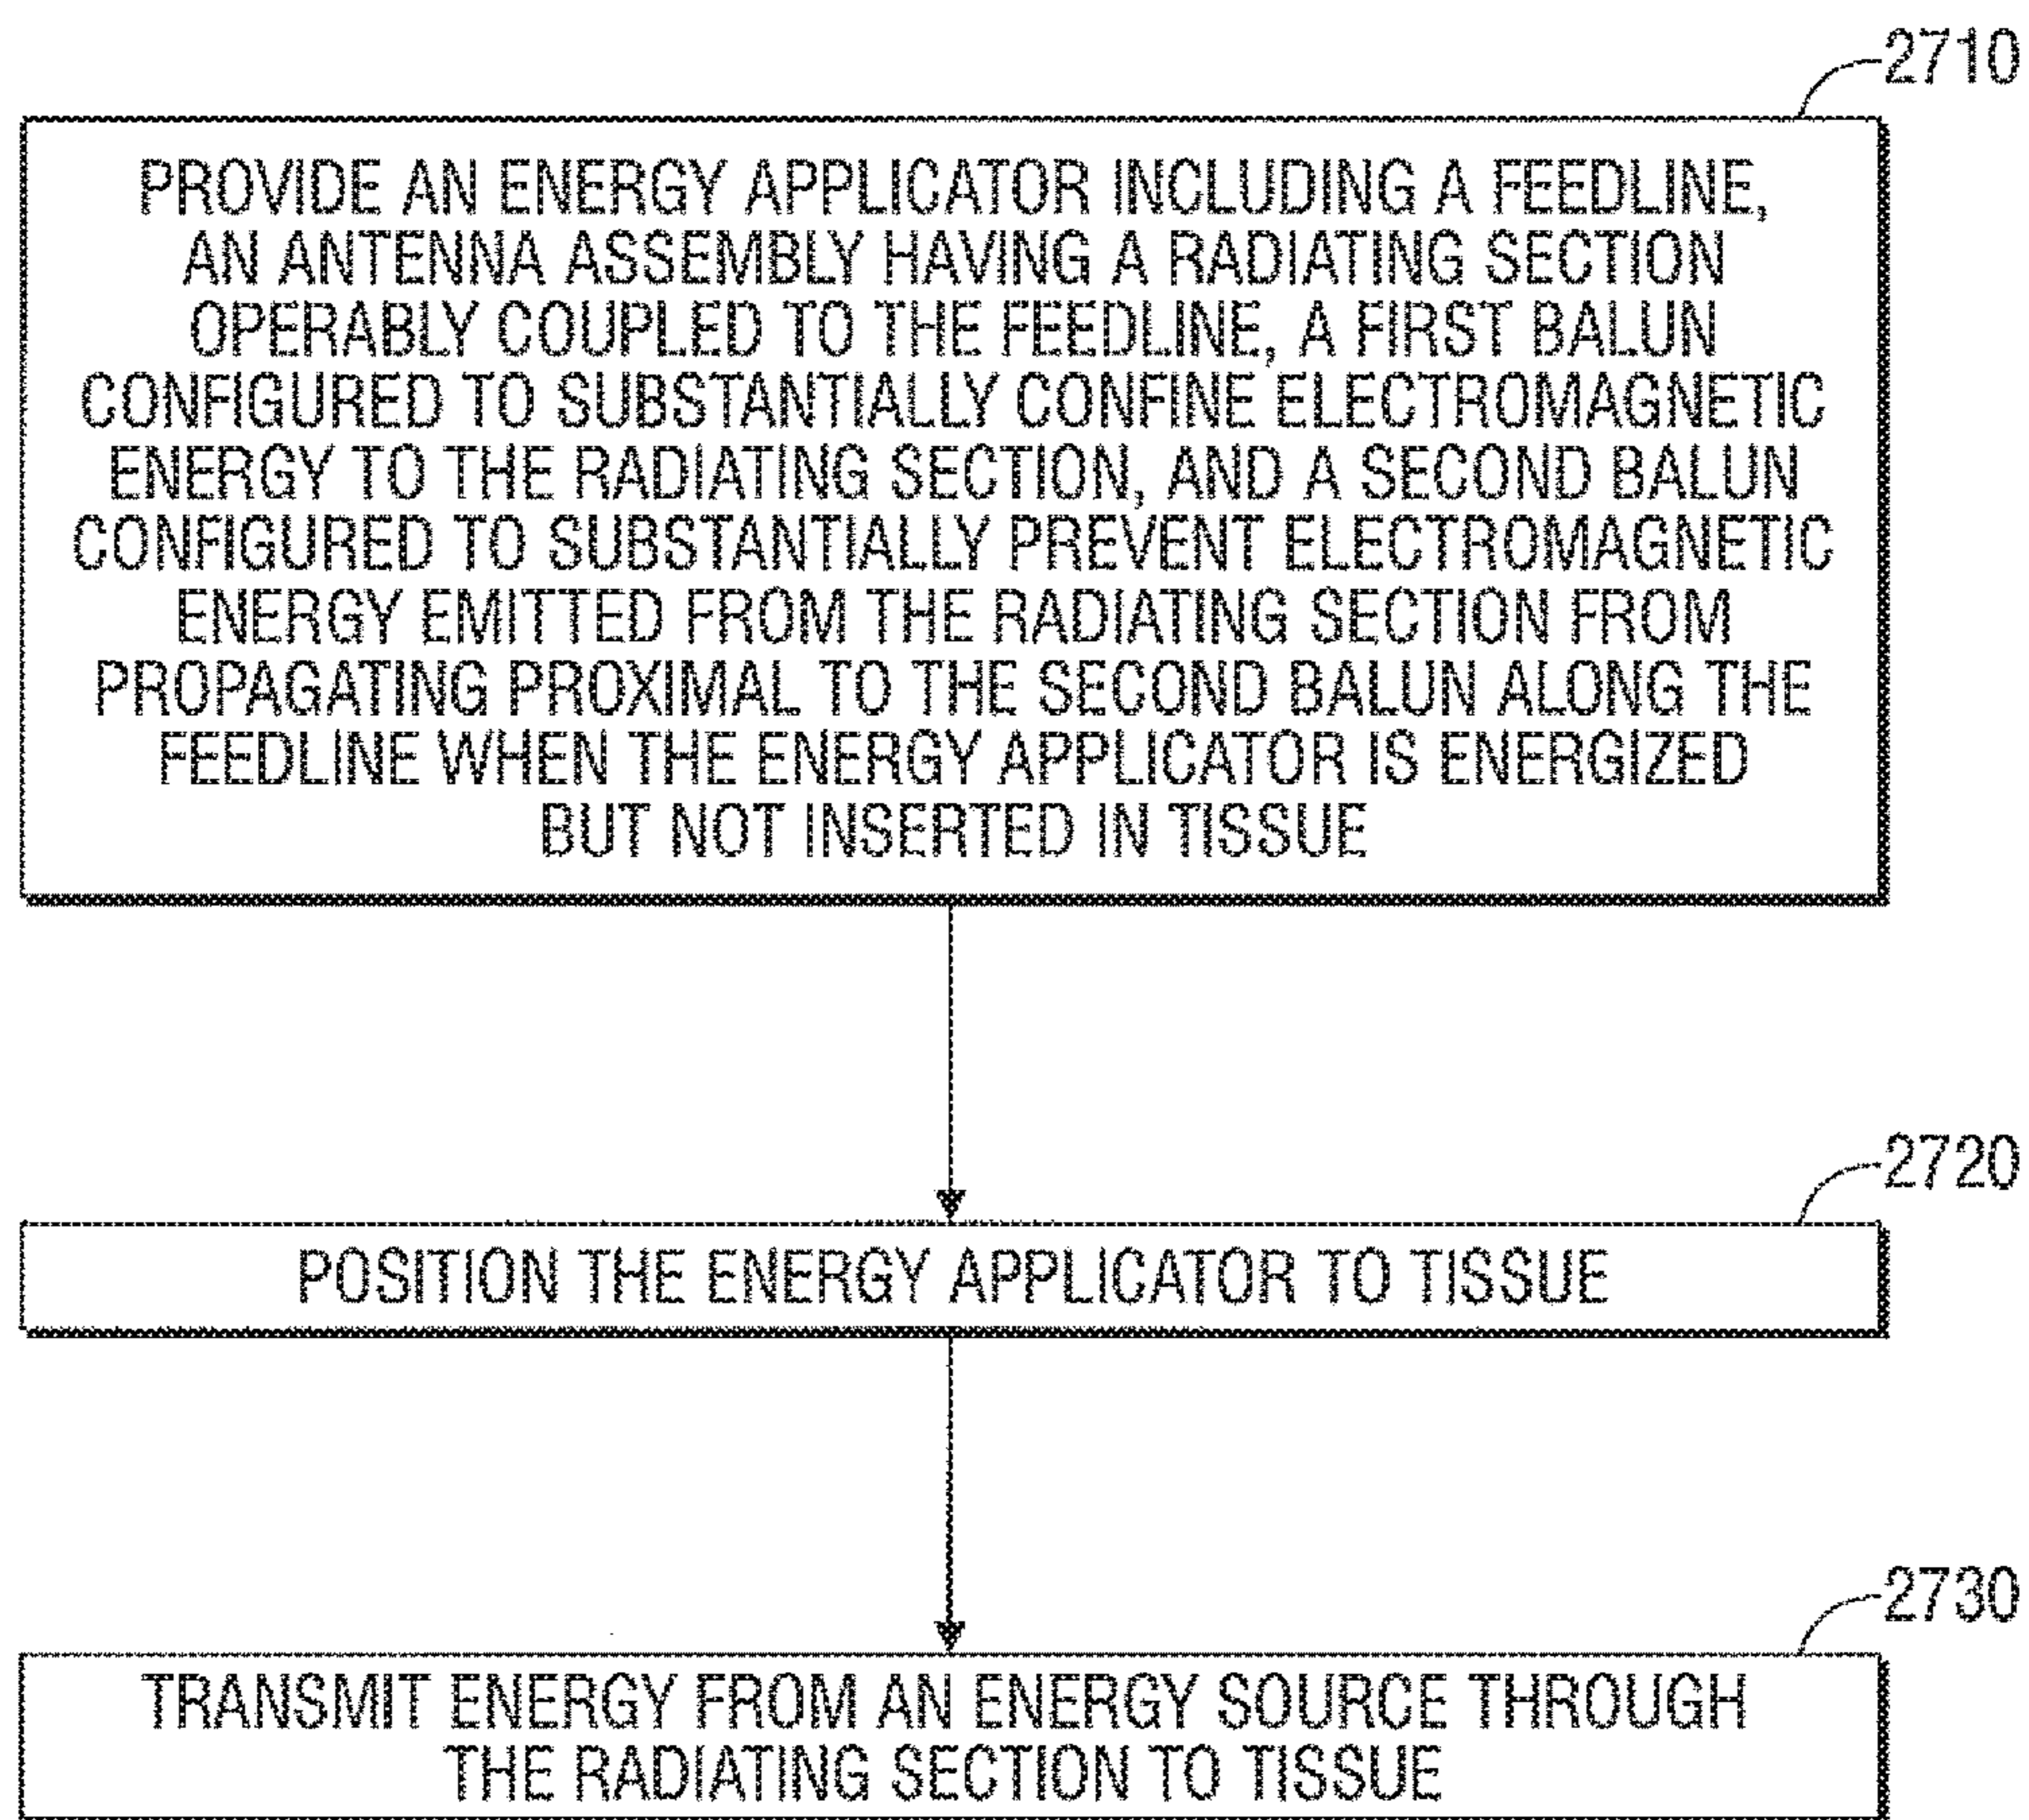 2710
PROVIDE AN ENERGY APPLICATOR INCLUDING A FEEDLINE,
AN ANTENNA ASSEMBLY HAVING A RADIATING SECTION
OPERABLY COUPLED TO THE FEEDLINE, A FIRST BALUN
CONFIGURED TO SUBSTANTIALLY CONFINE ELECTROMAGNETIC
ENERGY TO THE RADIATING SECTION, AND A SECOND BALUN
CONFIGURED TO SUBSTANTIALLY PREVENT ELECTROMAGNETIC
ENERGY EMITTED FROM THE RADIATING SECTION FROM
PROPAGATING PROXIMAL TO THE SECOND BALUN ALONG THE
FEEDLINE WHEN THE ENERGY APPLICATOR IS ENERGIZED
BUT NOT INSERTED IN TISSUE
2720
POSITION THE ENERGY APPLICATOR TO TISSUE
2730
TRANSMIT ENERGY FROM AN ENERGY SOURCE THROUGH
THE RADIATING SECTION TO TISSUE